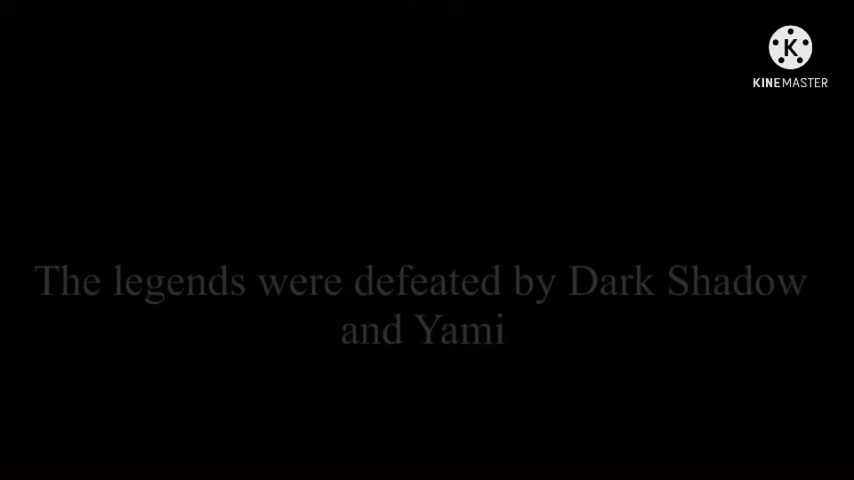 K
KINEMASTER
The legends were defeated by Dark Shadow
and Yami